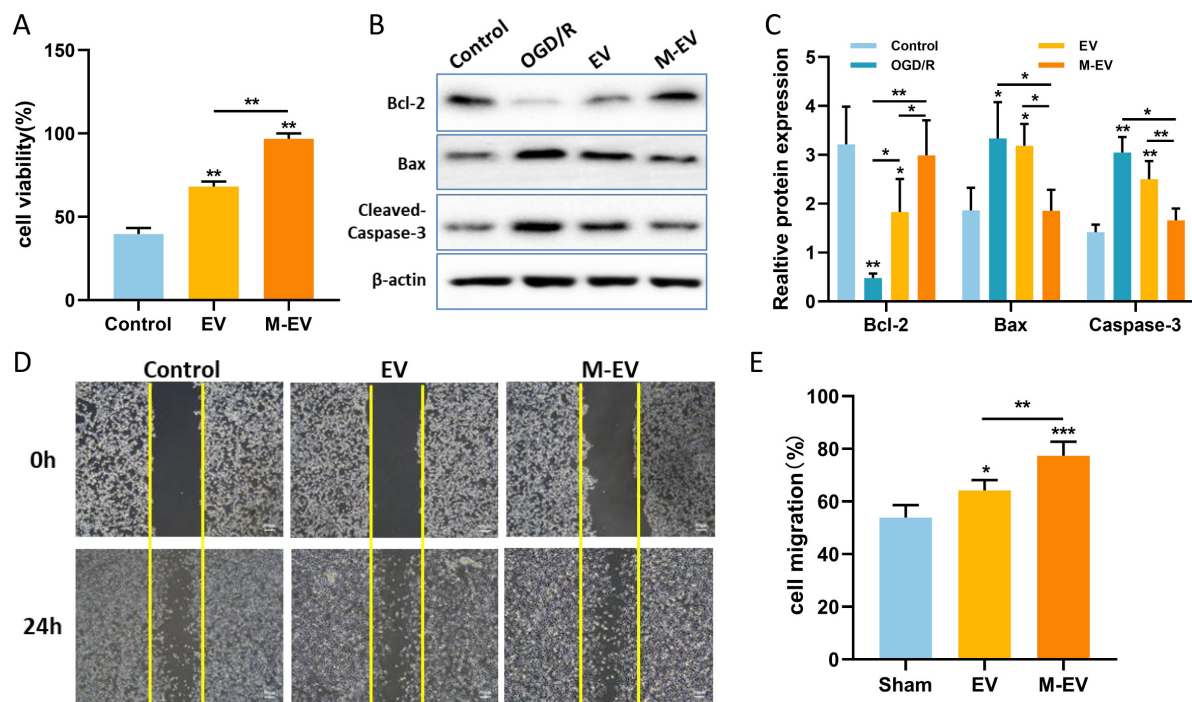 A
cell viability(%)
150
100
50
0
**
**
**
Control EV M-EV
B
Control OGD/R EV M-EV
Bcl-2
Bax
Cleaved-
Caspase-3
β-actin
C
Realtive protein expression
Control EV
OGD/R M-EV
5
4
3
2
1
0
** * * * **
* * * *
* ** ** **
Bcl-2 Bax Caspase-3
D
Control EV M-EV
0h
24h
E
cell migration(%)
100
80
60
40
20
0
**
*
***
Sham EV M-EV